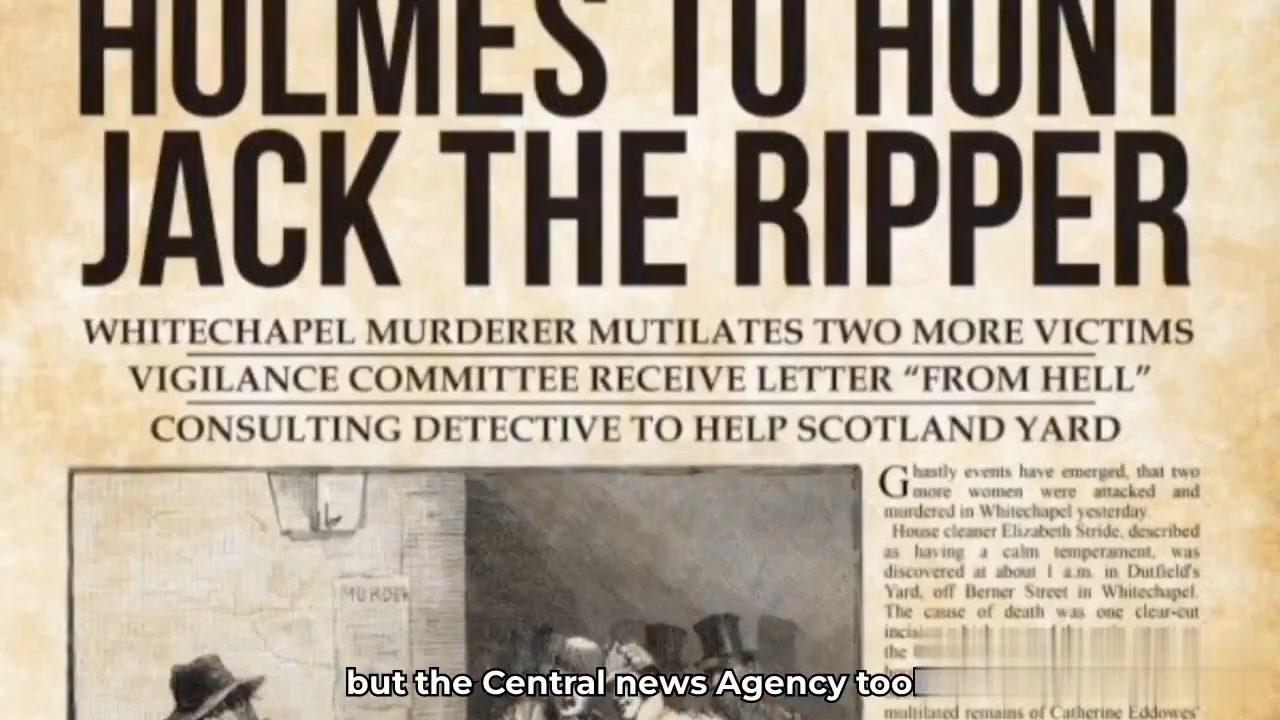 HOLMES TO HUNT
JACK THE RIPPER
WHITECHAPEL MURDERER MUTILATES TWO MORE VICTIMS
VIGILANCE COMMITTEE RECEIVE LETTER “FROM HELL”
CONSULTING DETECTIVE TO HELP SCOTLAND YARD
MURDER
Ghastly events have emerged, that two
more women were attacked and
murdered in Whitechapel yesterday.
House cleaner Elizabeth Stride, described
as having a calm temperament, was
discovered at about 1 a.m. in Dutfield's
Yard, off Berner Street in Whitechapel.
The cause of death was one clear-cut
the
mutilated remains of Catherine Eddowes'
but the Central news Agency too